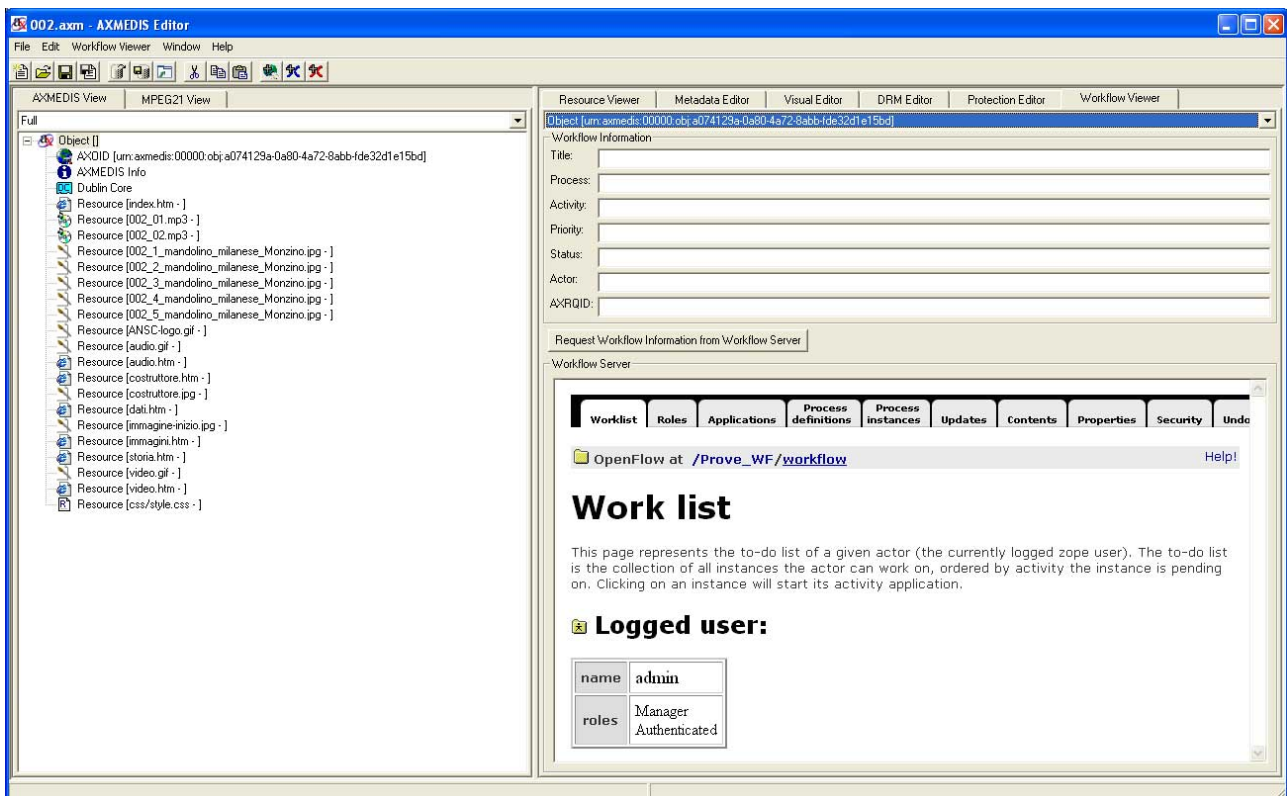 002.axm - AXMEDIS Editor
File Edit Workflow Viewer Window Help
AXMEDIS View MPEG21 View
Full
Object []
AXOID [urn:axmedis:00000:obj:a074129a-0a80-4a72-8abb-fde32d1e15bd]
AXMEDIS Info
DC Dublin Core
Resource [index.htm - ]
Resource [002_01.mp3 - ]
Resource [002_02.mp3 - ]
Resource [002_1_mandolino_milanese_Monzino.jpg - ]
Resource [002_2_mandolino_milanese_Monzino.jpg - ]
Resource [002_3_mandolino_milanese_Monzino.jpg - ]
Resource [002_4_mandolino_milanese_Monzino.jpg - ]
Resource [002_5_mandolino_milanese_Monzino.jpg - ]
Resource [ANSC-logo.gif - ]
Resource [audio.gif - ]
Resource [audio.htm - ]
Resource [costruttore.htm - ]
Resource [costruttore.jpg - ]
Resource [dati.htm - ]
Resource [immagine-inizio.jpg - ]
Resource [immagini.htm - ]
Resource [storia.htm - ]
Resource [video.gif - ]
Resource [video.htm - ]
R Resource [css/style.css - ]
Resource Viewer Metadata Editor Visual Editor DRM Editor Protection Editor Workflow Viewer
Object [urn:axmedis:00000:obj:a074129a-0a80-4a72-8abb-fde32d1e15bd]
Workflow Information
Title:
Process:
Activity:
Priority:
Status:
Actor:
AXRQID:
Request Workflow Information from Workflow Server
Workflow Server
Worklist Roles Applications Process definitions Process instances Updates Contents Properties Security Undo
OpenFlow at /Prove_WF/workflow Help!
Work list
This page represents the to-do list of a given actor (the currently logged zope user). The to-do list
is the collection of all instances the actor can work on, ordered by activity the instance is pending
on. Clicking on an instance will start its activity application.
Logged user:
name admin
roles Manager
Authenticated